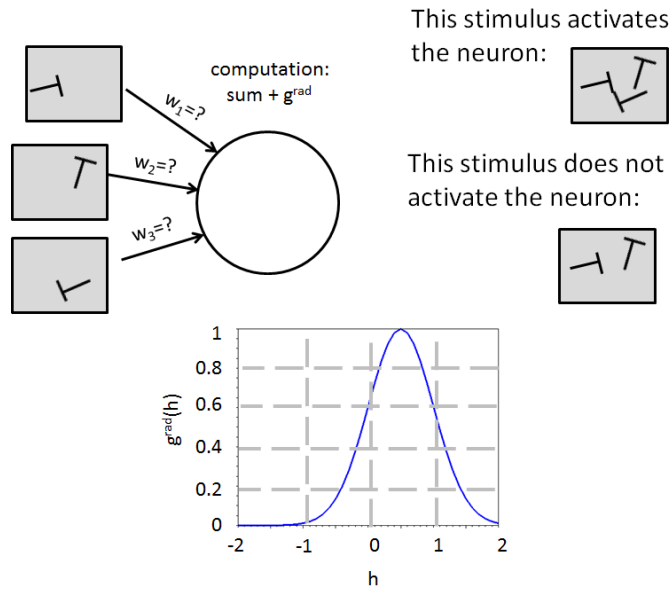 This stimulus activates
the neuron:
computation:
sum + g^rad
w₁=?
w₂=?
w₃=?
This stimulus does not
activate the neuron:
1
0.8
0.6
0.4
0.2
0
g^rad(h)
-2 -1 0 1 2
h